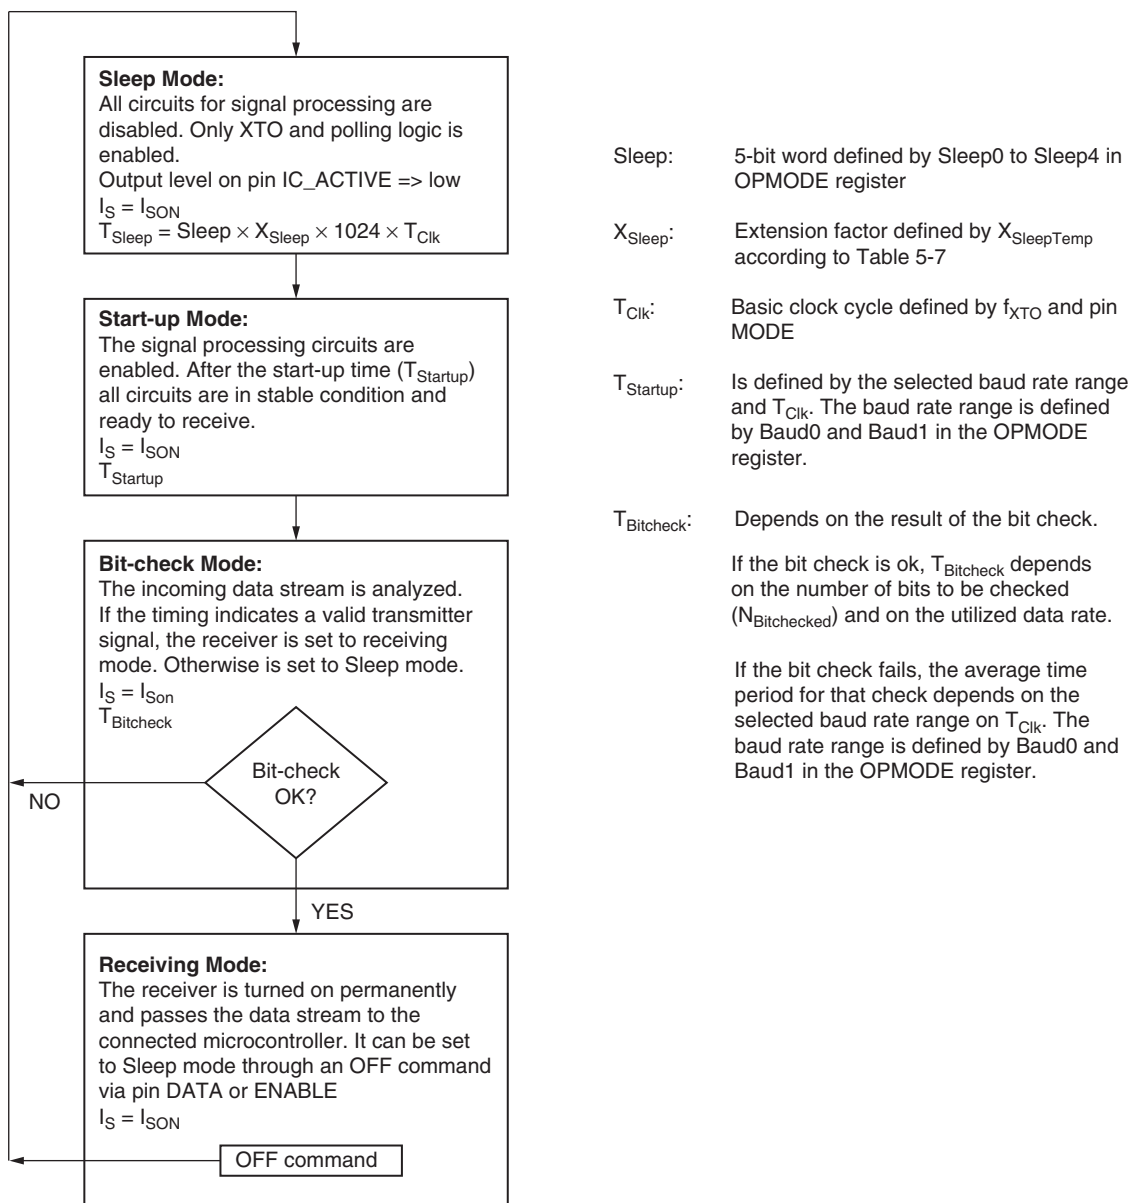 Sleep Mode:
All circuits for signal processing are
disabled. Only XTO and polling logic is
enabled.
Output level on pin IC_ACTIVE => low
IS = ISON
TSleep = Sleep × XSleep × 1024 × TClk
Start-up Mode:
The signal processing circuits are
enabled. After the start-up time (TStartup)
all circuits are in stable condition and
ready to receive.
IS = ISON
TStartup
Bit-check Mode:
The incoming data stream is analyzed.
If the timing indicates a valid transmitter
signal, the receiver is set to receiving
mode. Otherwise is set to Sleep mode.
IS = ISon
TBitcheck
Bit-check
OK?
NO
YES
Receiving Mode:
The receiver is turned on permanently
and passes the data stream to the
connected microcontroller. It can be set
to Sleep mode through an OFF command
via pin DATA or ENABLE
IS = ISON
OFF command
Sleep: 5-bit word defined by Sleep0 to Sleep4 in
OPMODE register
XSleep: Extension factor defined by XSleepTemp
according to Table 5-7
TClk: Basic clock cycle defined by fXTO and pin
MODE
TStartup: Is defined by the selected baud rate range
and TClk. The baud rate range is defined
by Baud0 and Baud1 in the OPMODE
register.
TBitcheck: Depends on the result of the bit check.
If the bit check is ok, TBitcheck depends
on the number of bits to be checked
(NBitchecked) and on the utilized data rate.
If the bit check fails, the average time
period for that check depends on the
selected baud rate range on TClk. The
baud rate range is defined by Baud0 and
Baud1 in the OPMODE register.